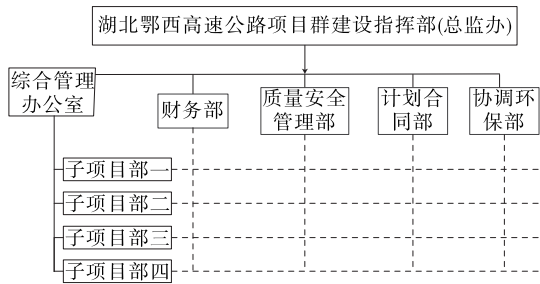 湖北鄂西高速公路项目群建设指挥部(总监办)
综合管理
办公室
财务部
质量安全
管理部
计划合
同部
协调环
保部
子项目部一
子项目部二
子项目部三
子项目部四